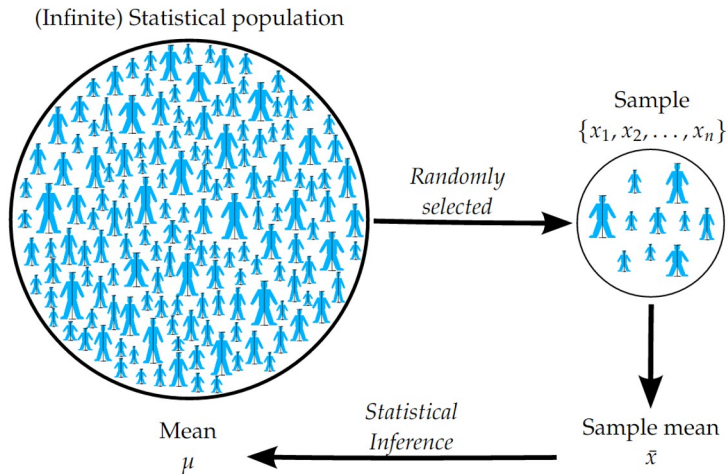 (Infinite) Statistical population
Sample
{x₁, x₂, . . . , xₙ}
Randomly
selected
Statistical
Inference
Mean
μ
Sample mean
x̄